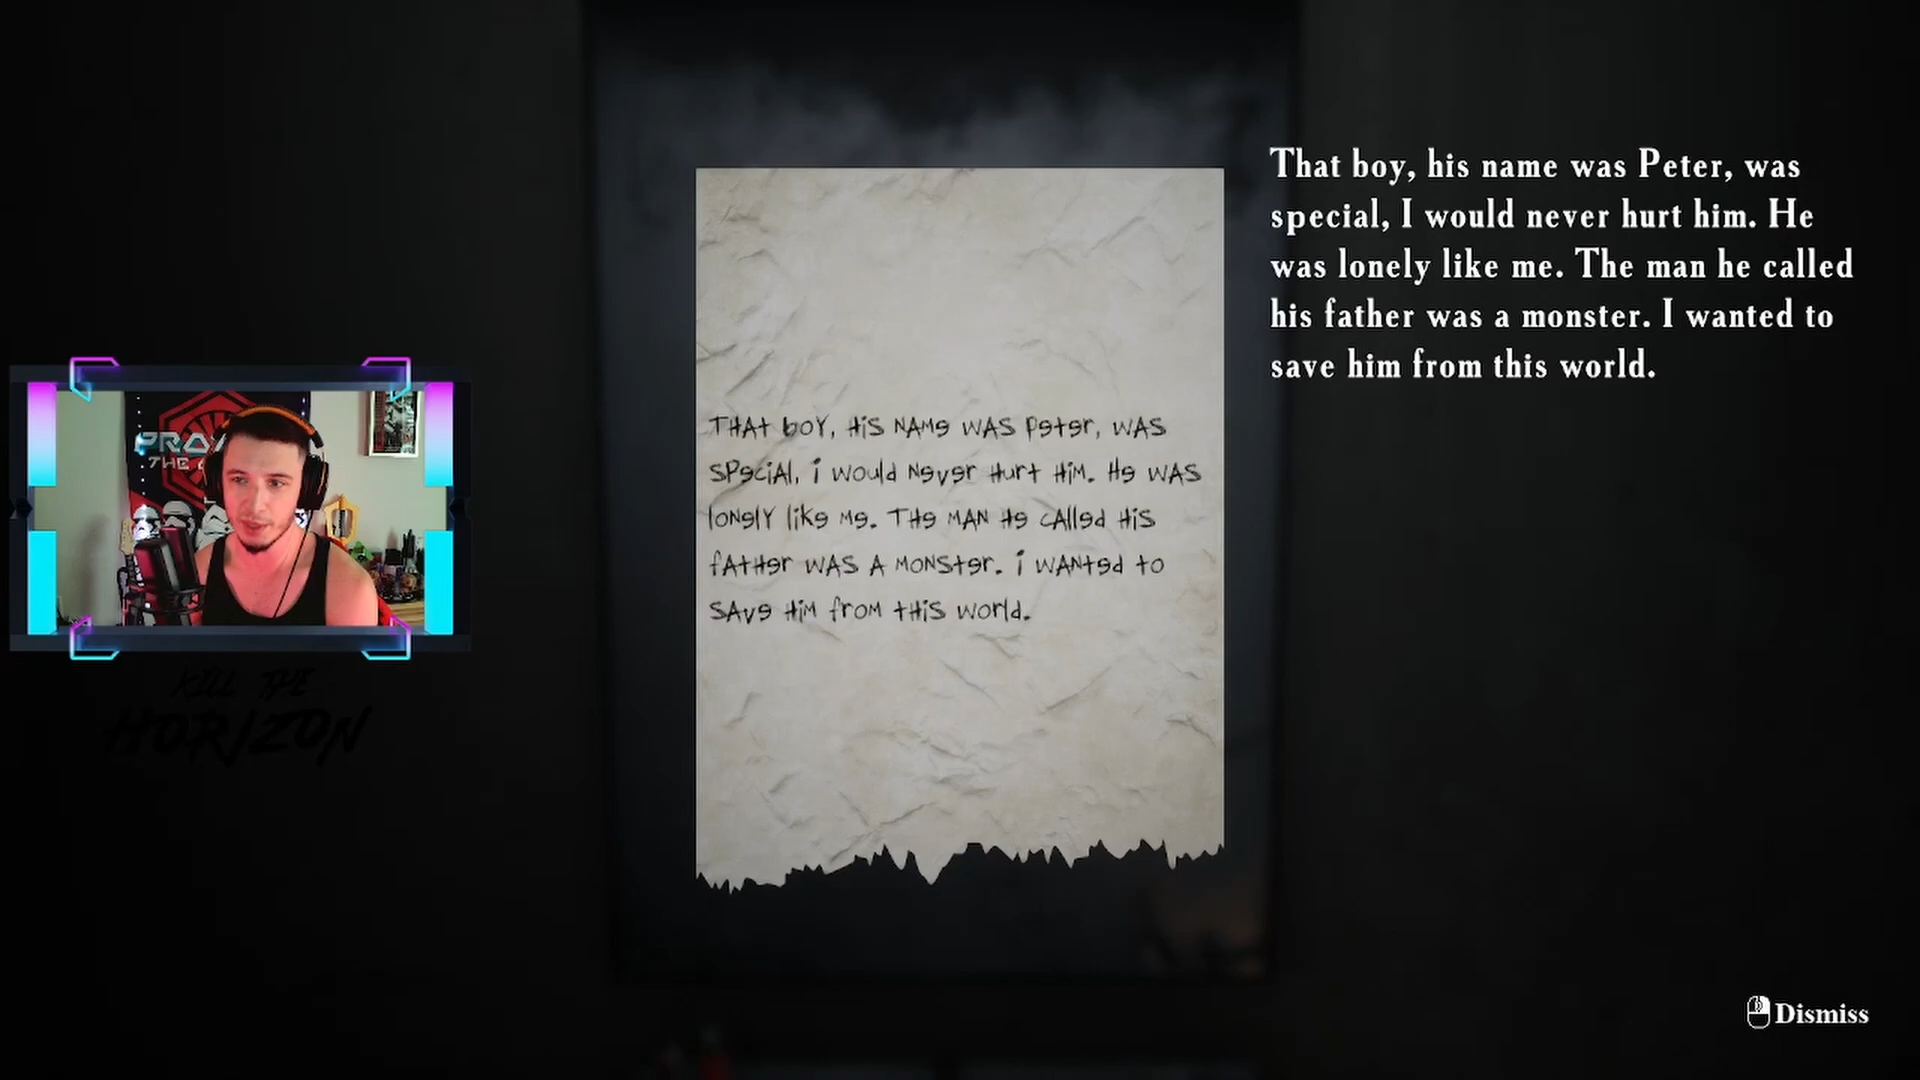 That boy, his name was Peter, was
special, I would never hurt him. He
was lonely like me. The man he called
his father was a monster. I wanted to
save him from this world.
THAt boY, HiS NAMe WAS Peter, WAS
SPeciAl, i would Never Hurt HiM. He WAS
loNelY like Me. THe MAN He cAlled HiS
fAtHer WAS A MONSter. i WANted to
SAve HiM froM tHiS world.
KILL THE
HORIZON
Dismiss